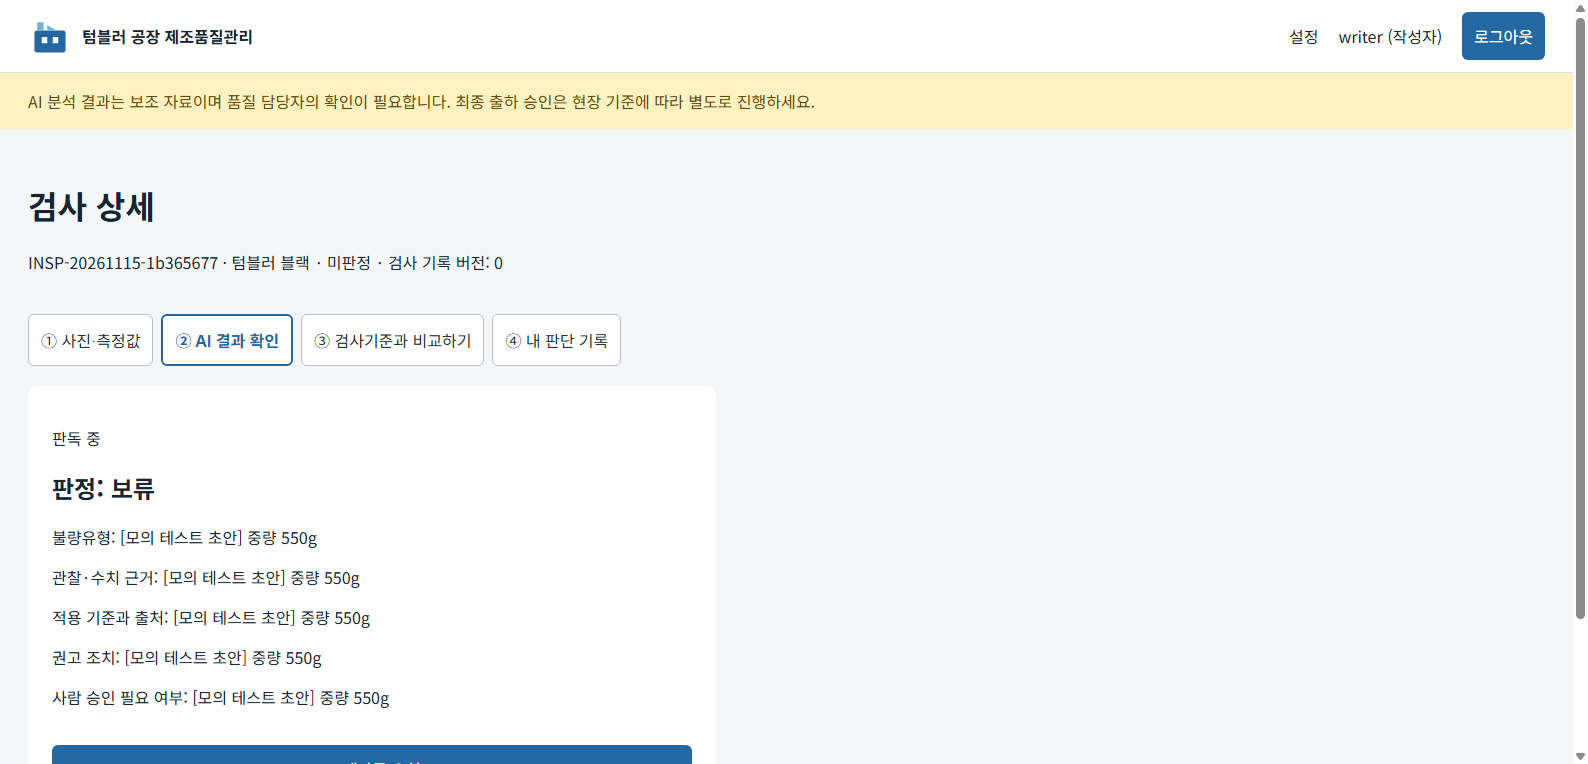 텀블러 공장 제조품질관리
설정 writer (작성자) 로그아웃
AI 분석 결과는 보조 자료이며 품질 담당자의 확인이 필요합니다. 최종 출하 승인은 현장 기준에 따라 별도로 진행하세요.
검사 상세
INSP-20261115-1b365677 · 텀블러 블랙 · 미판정 · 검사 기록 버전: 0
① 사진·측정값 ② AI 결과 확인 ③ 검사기준과 비교하기 ④ 내 판단 기록
판독 중
판정: 보류
불량유형: [모의 테스트 초안] 중량 550g
관찰·수치 근거: [모의 테스트 초안] 중량 550g
적용 기준과 출처: [모의 테스트 초안] 중량 550g
권고 조치: [모의 테스트 초안] 중량 550g
사람 승인 필요 여부: [모의 테스트 초안] 중량 550g